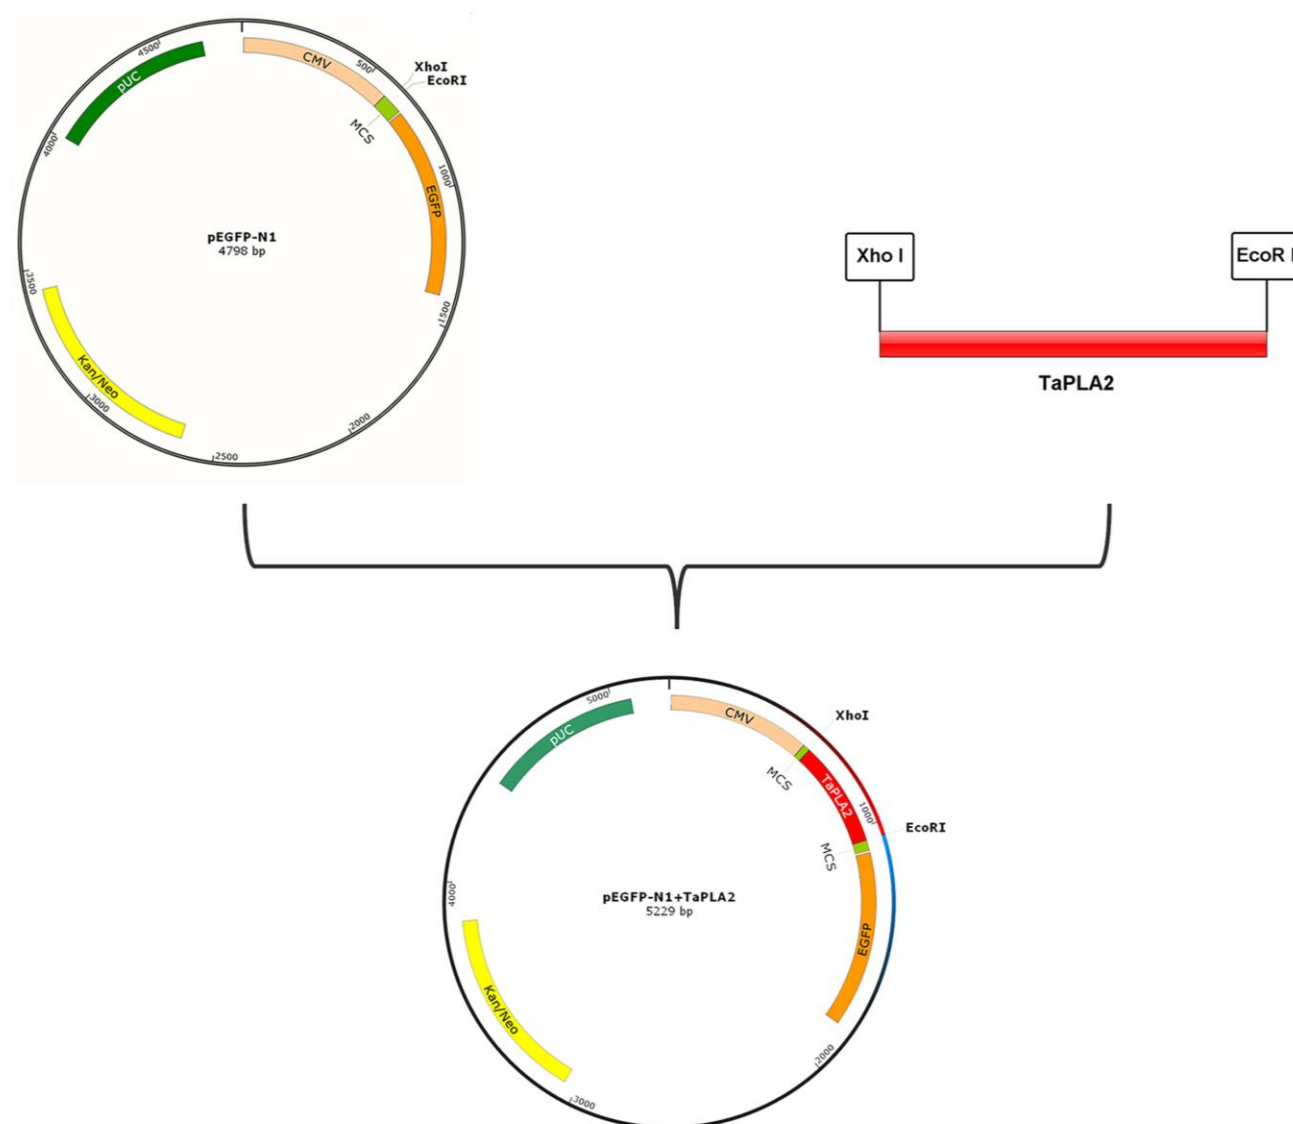 4500
pUC
4000
CMV
500
XhoI
EcoRI
MCS
1000
EGFP
pEGFP-N1
4798 bp
3500
1500
Kan/Neo
3000
2000
2500
Xho I
EcoR I
TaPLA2
5000
pUC
CMV
XhoI
MCS
TaPLA2
1000
EcoRI
MCS
4000
pEGFP-N1+TaPLA2
5229 bp
EGFP
Kan/Neo
2000
3000